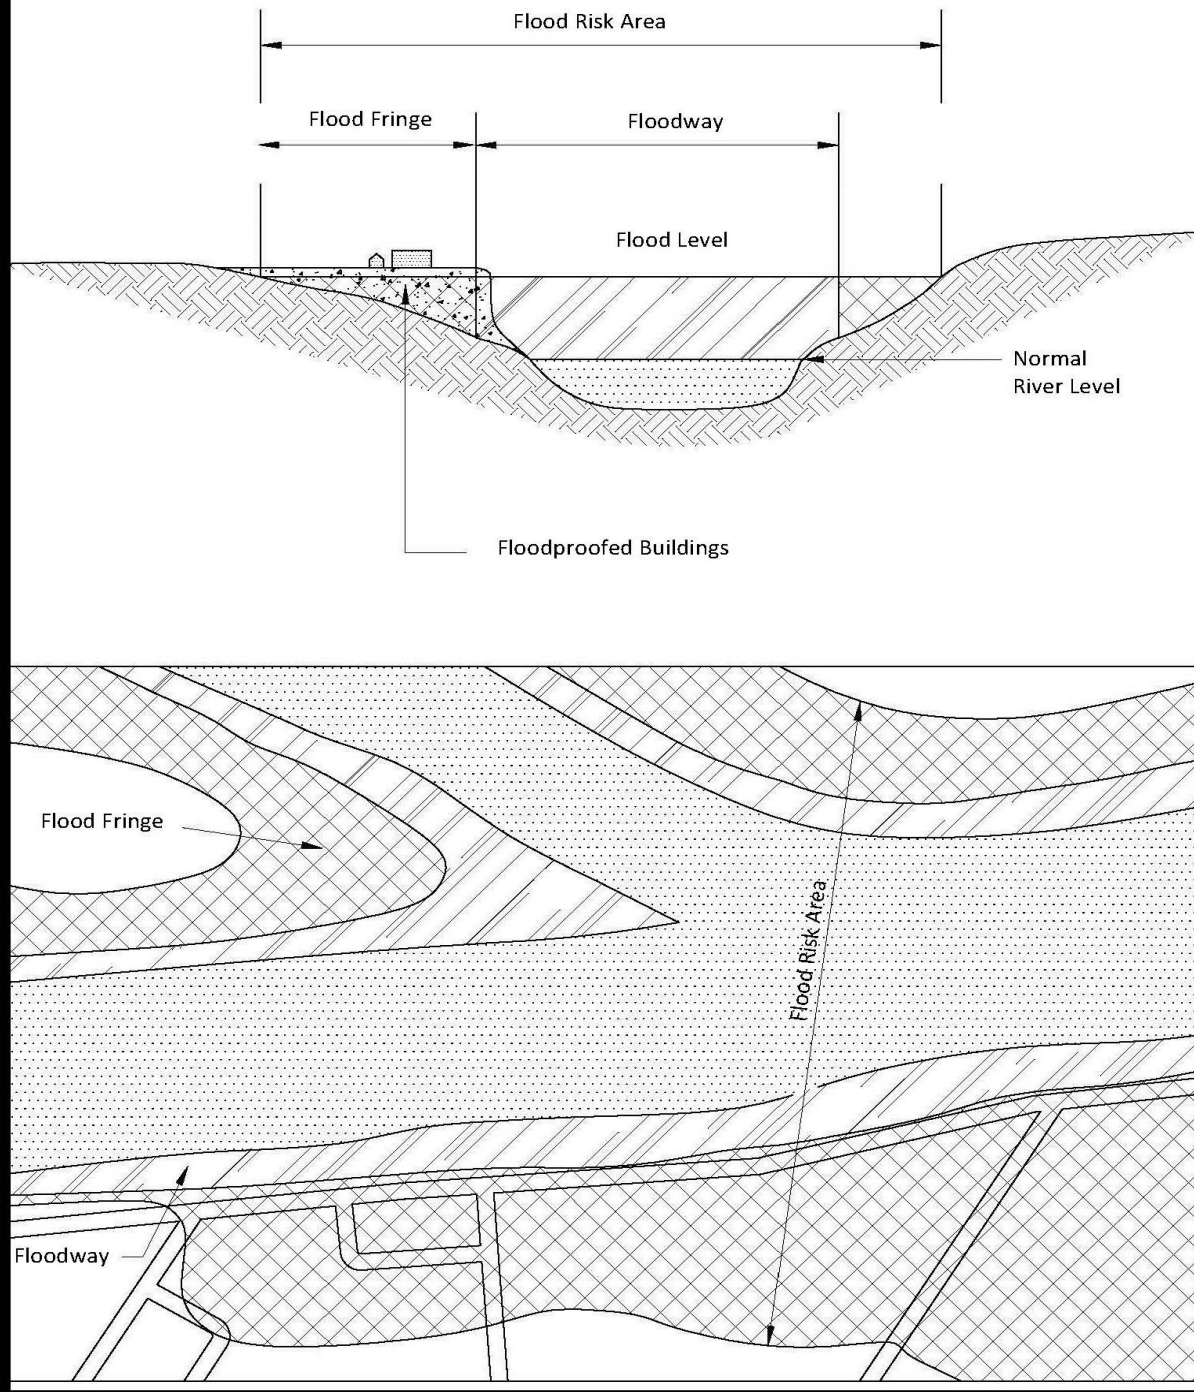 Flood Risk Area
Flood Fringe
Floodway
Flood Level
Normal
River Level
Floodproofed Buildings
Flood Fringe
Flood Risk Area
Floodway